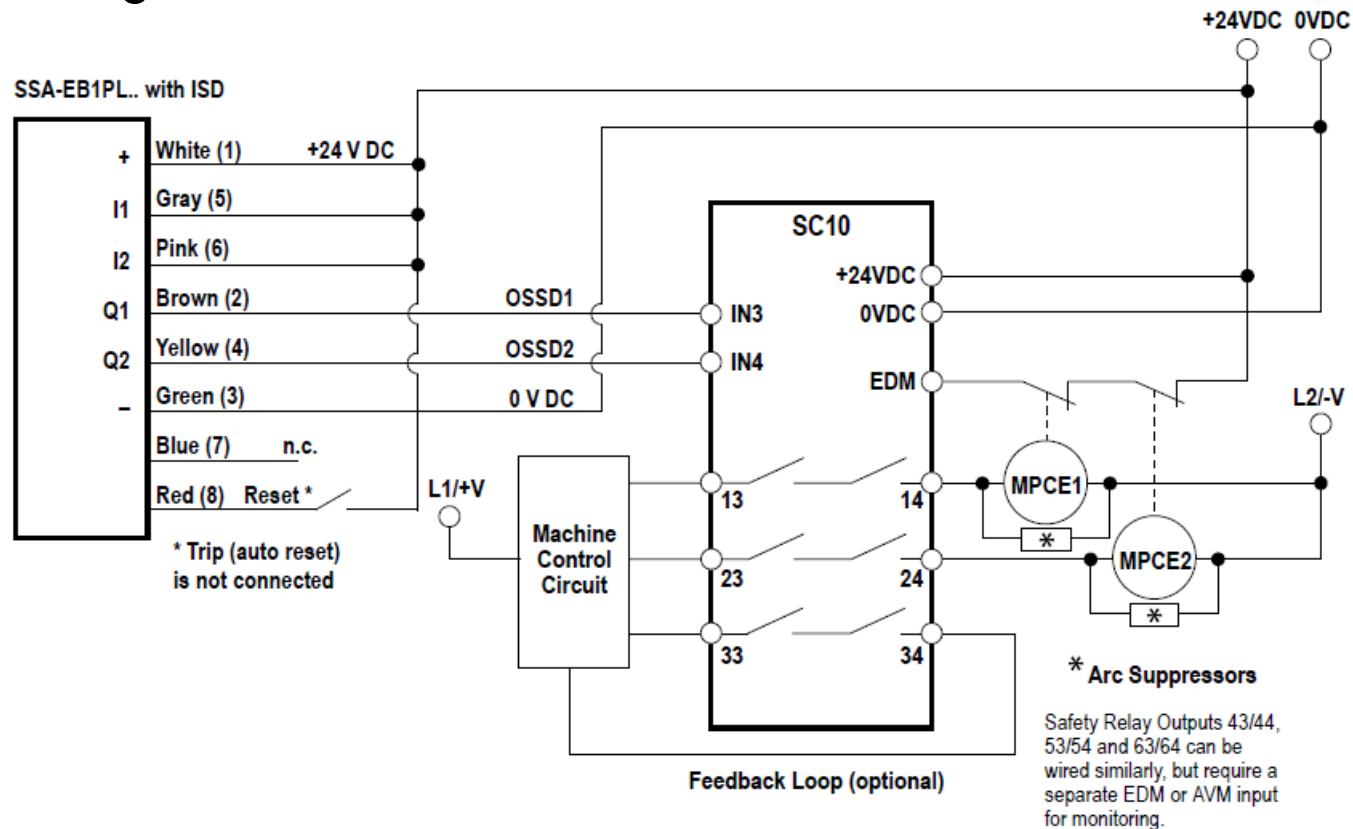 +24VDC 0VDC
SSA-EB1PL.. with ISD
+ White (1) +24 V DC
I1 Gray (5)
I2 Pink (6)
Q1 Brown (2) OSSD1
Q2 Yellow (4) OSSD2
– Green (3) 0 V DC
Blue (7) n.c.
Red (8) Reset *
* Trip (auto reset)
is not connected
L1/+V
Machine
Control
Circuit
SC10
+24VDC
IN3 0VDC
IN4
EDM
13 14
23 24
33 34
L2/-V
MPCE1
*
MPCE2
*
* Arc Suppressors
Safety Relay Outputs 43/44,
53/54 and 63/64 can be
wired similarly, but require a
separate EDM or AVM input
for monitoring.
Feedback Loop (optional)